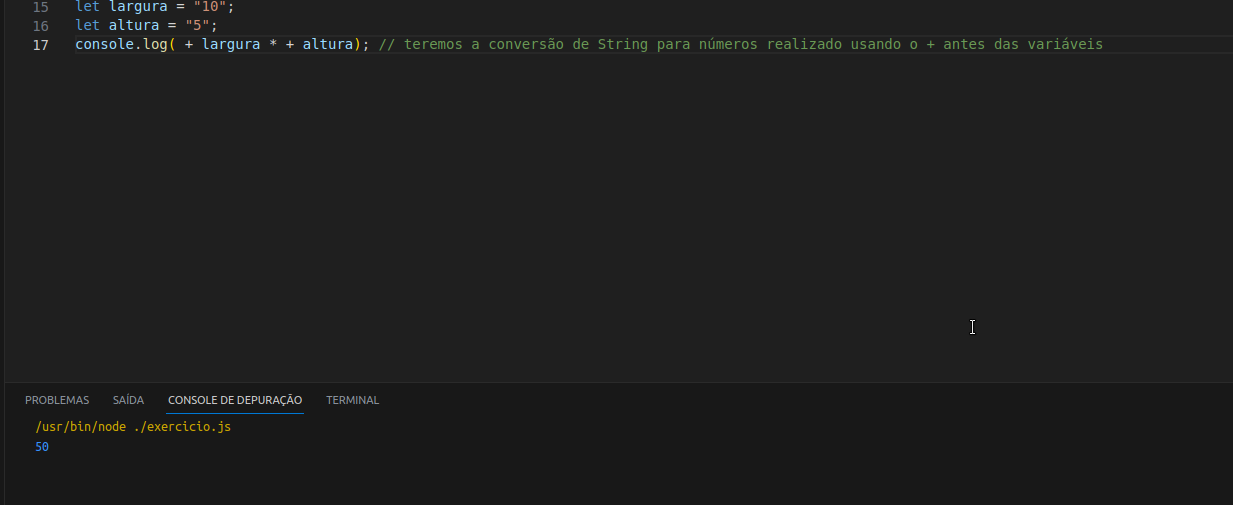 15 let largura = "10";
16 let altura = "5";
17 console.log( + largura * + altura); // teremos a conversão de String para números realizado usando o + antes das variáveis
PROBLEMAS SAÍDA CONSOLE DE DEPURAÇÃO TERMINAL
/usr/bin/node ./exercicio.js
50